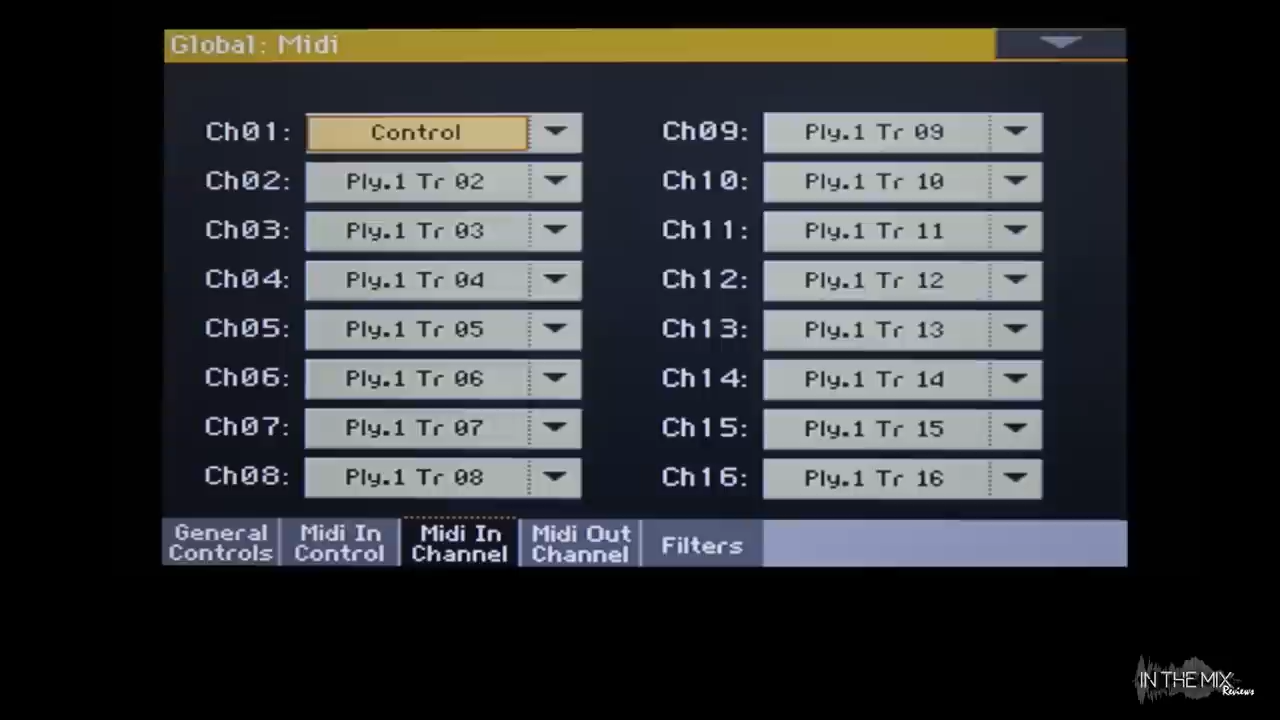 Global: Midi
Ch01: Control
Ch02: Ply.1 Tr 02
Ch03: Ply.1 Tr 03
Ch04: Ply.1 Tr 04
Ch05: Ply.1 Tr 05
Ch06: Ply.1 Tr 06
Ch07: Ply.1 Tr 07
Ch08: Ply.1 Tr 08
Ch09: Ply.1 Tr 09
Ch10: Ply.1 Tr 10
Ch11: Ply.1 Tr 11
Ch12: Ply.1 Tr 12
Ch13: Ply.1 Tr 13
Ch14: Ply.1 Tr 14
Ch15: Ply.1 Tr 15
Ch16: Ply.1 Tr 16
General
Controls
Midi In
Control
Midi In
Channel
Midi Out
Channel
Filters
IN THE MIX
Reviews